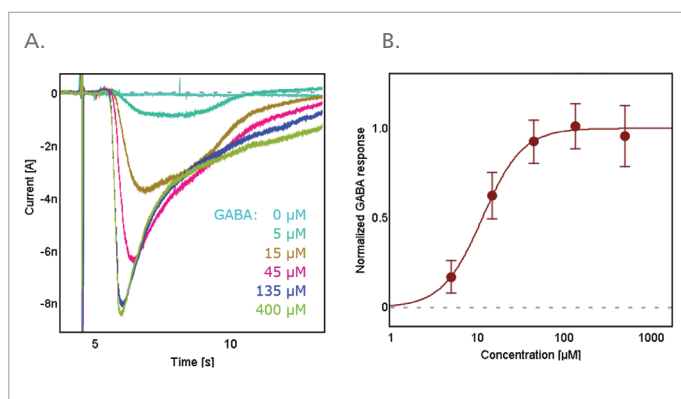 A.
0
-2n
-4n
-6n
-8n
Current [A]
GABA: 0 µM
5 µM
15 µM
45 µM
135 µM
400 µM
5
10
Time [s]
B.
1.0
0.5
0
Normalized GABA response
1
10
100
1000
Concentration [µM]